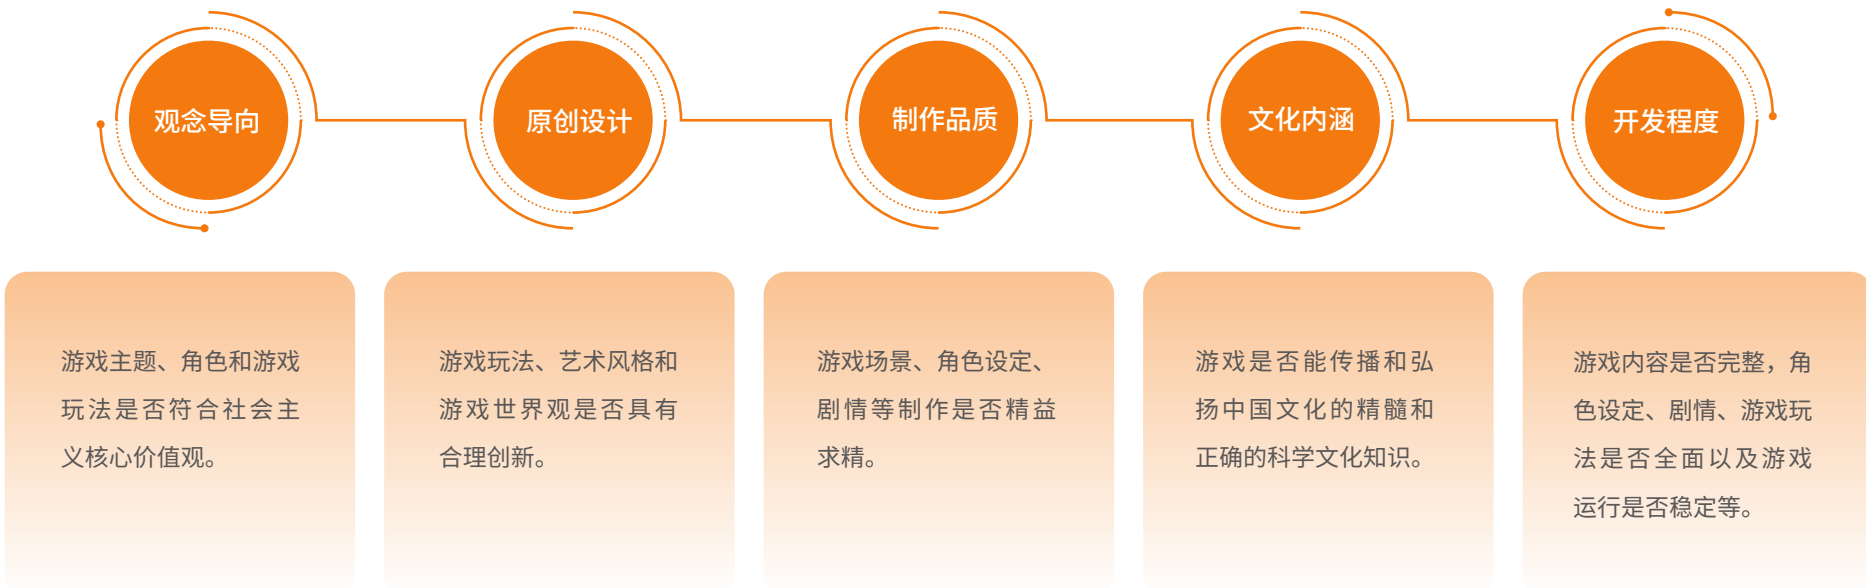 观念导向
原创设计
制作品质
文化内涵
开发程度
游戏主题、角色和游戏
玩法是否符合社会主
义核心价值观。
游戏玩法、艺术风格和
游戏世界观是否具有
合理创新。
游戏场景、角色设定、
剧情等制作是否精益
求精。
游戏是否能传播和弘
扬中国文化的精髓和
正确的科学文化知识。
游戏内容是否完整，角
色设定、剧情、游戏玩
法是否全面以及游戏
运行是否稳定等。